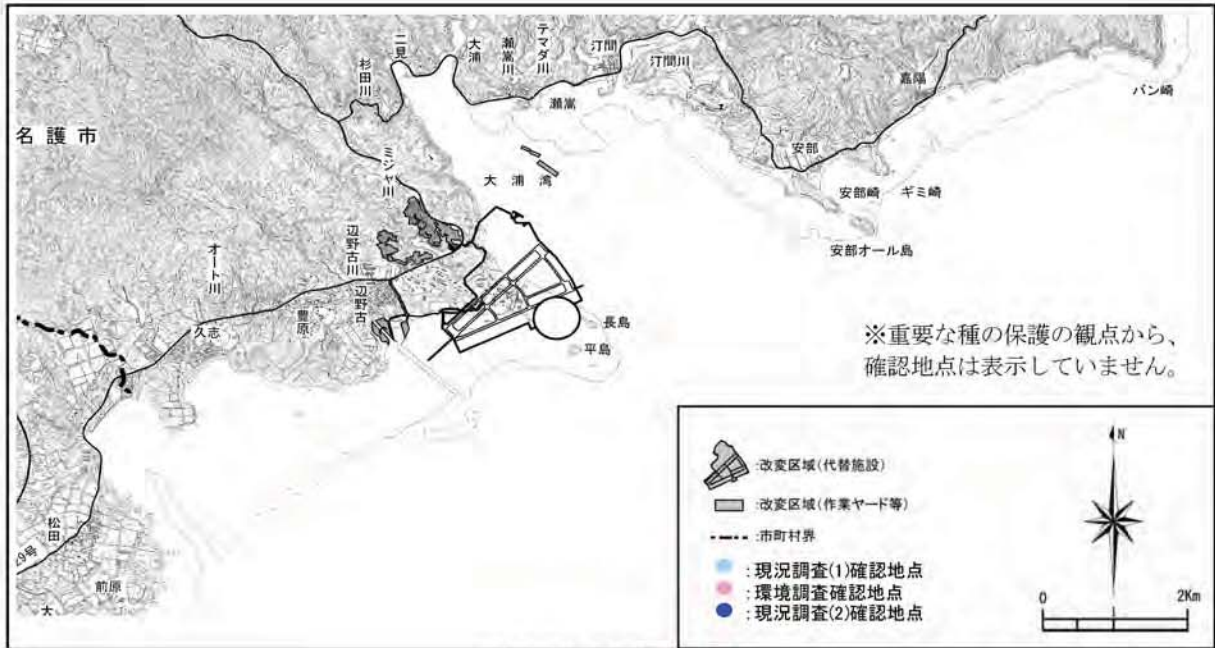 二見
大浦
瀬嵩川
テマダ川
汀間
汀間川
杉田川
瀬嵩
嘉陽
バン崎
名護市
ミジャ川
安部
大浦湾
安部崎
ギミ崎
安部オール島
辺野古川
オート川
辺野古
豊原
久志
長島
平島
※重要な種の保護の観点から、
確認地点は表示していません。
:改変区域(代替施設)
:改変区域(作業ヤード等)
:市町村界
:現況調査(1)確認地点
:環境調査確認地点
:現況調査(2)確認地点
N
0 2Km
松田
前原